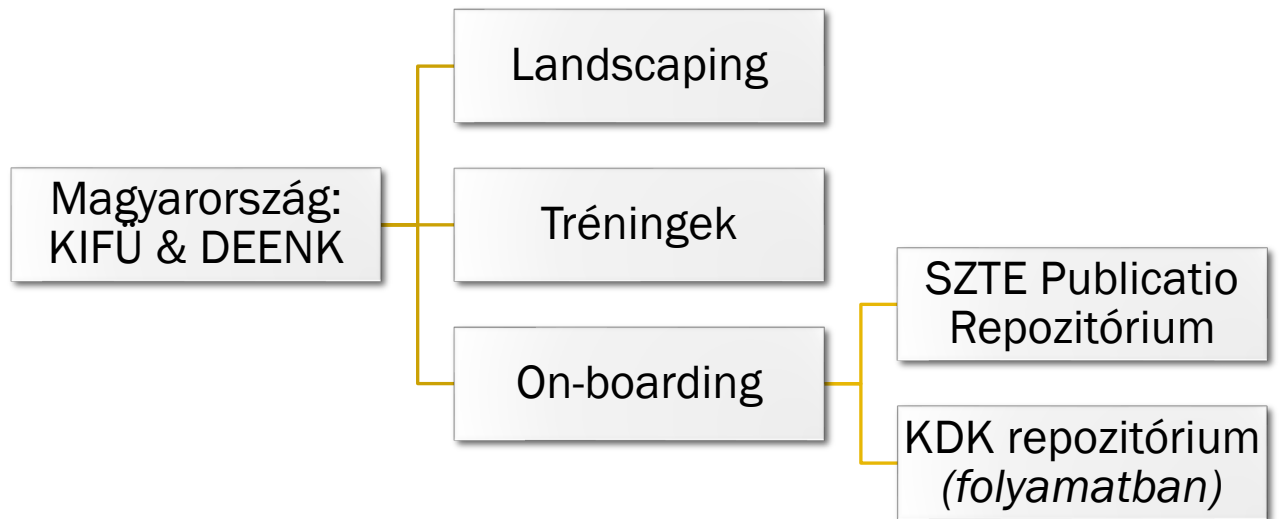 Landscaping
Magyarország:
KIFÜ & DEENK
Tréningek
On-boarding
SZTE Publicatio
Repozitórium
KDK repozitórium
(folyamatban)